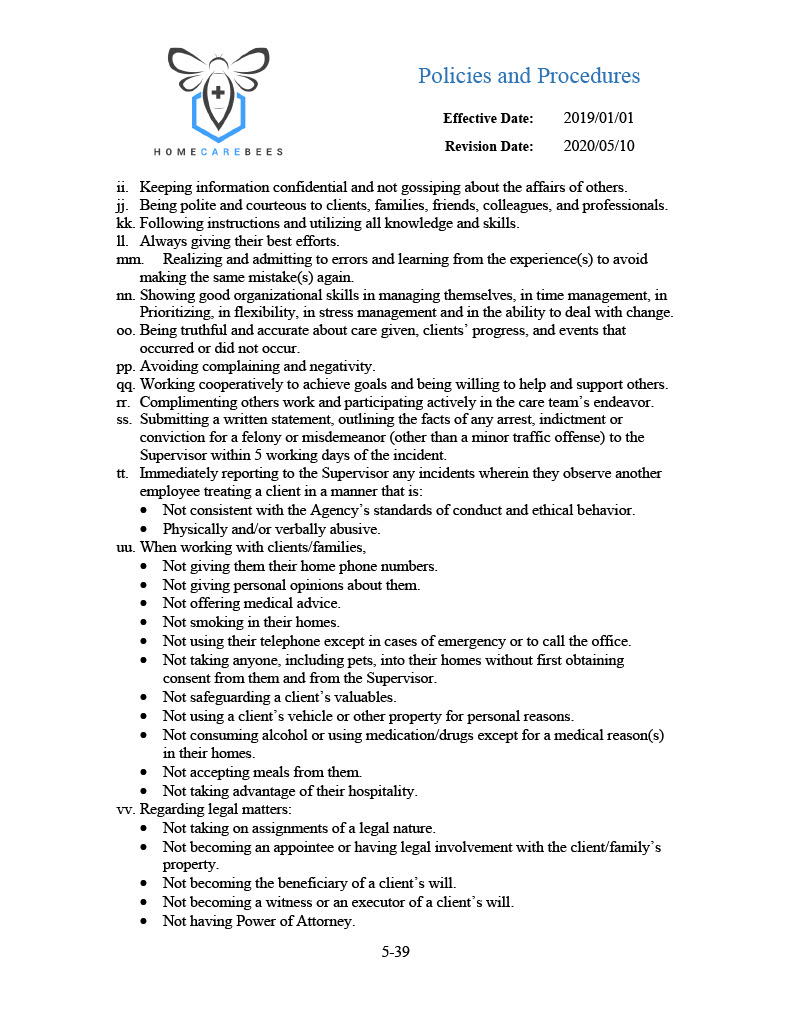 Policies and Procedures
Effective Date: 2019/01/01
Revision Date: 2020/05/10
HOMECAREBEES
ii. Keeping information confidential and not gossiping about the affairs of others.
jj. Being polite and courteous to clients, families, friends, colleagues, and professionals.
kk. Following instructions and utilizing all knowledge and skills.
ll. Always giving their best efforts.
mm. Realizing and admitting to errors and learning from the experience(s) to avoid
making the same mistake(s) again.
nn. Showing good organizational skills in managing themselves, in time management, in
Prioritizing, in flexibility, in stress management and in the ability to deal with change.
oo. Being truthful and accurate about care given, clients’ progress, and events that
occurred or did not occur.
pp. Avoiding complaining and negativity.
qq. Working cooperatively to achieve goals and being willing to help and support others.
rr. Complimenting others work and participating actively in the care team’s endeavor.
ss. Submitting a written statement, outlining the facts of any arrest, indictment or
conviction for a felony or misdemeanor (other than a minor traffic offense) to the
Supervisor within 5 working days of the incident.
tt. Immediately reporting to the Supervisor any incidents wherein they observe another
employee treating a client in a manner that is:
• Not consistent with the Agency’s standards of conduct and ethical behavior.
• Physically and/or verbally abusive.
uu. When working with clients/families,
• Not giving them their home phone numbers.
• Not giving personal opinions about them.
• Not offering medical advice.
• Not smoking in their homes.
• Not using their telephone except in cases of emergency or to call the office.
• Not taking anyone, including pets, into their homes without first obtaining
consent from them and from the Supervisor.
• Not safeguarding a client’s valuables.
• Not using a client’s vehicle or other property for personal reasons.
• Not consuming alcohol or using medication/drugs except for a medical reason(s)
in their homes.
• Not accepting meals from them.
• Not taking advantage of their hospitality.
vv. Regarding legal matters:
• Not taking on assignments of a legal nature.
• Not becoming an appointee or having legal involvement with the client/family’s
property.
• Not becoming the beneficiary of a client’s will.
• Not becoming a witness or an executor of a client’s will.
• Not having Power of Attorney.
5-39